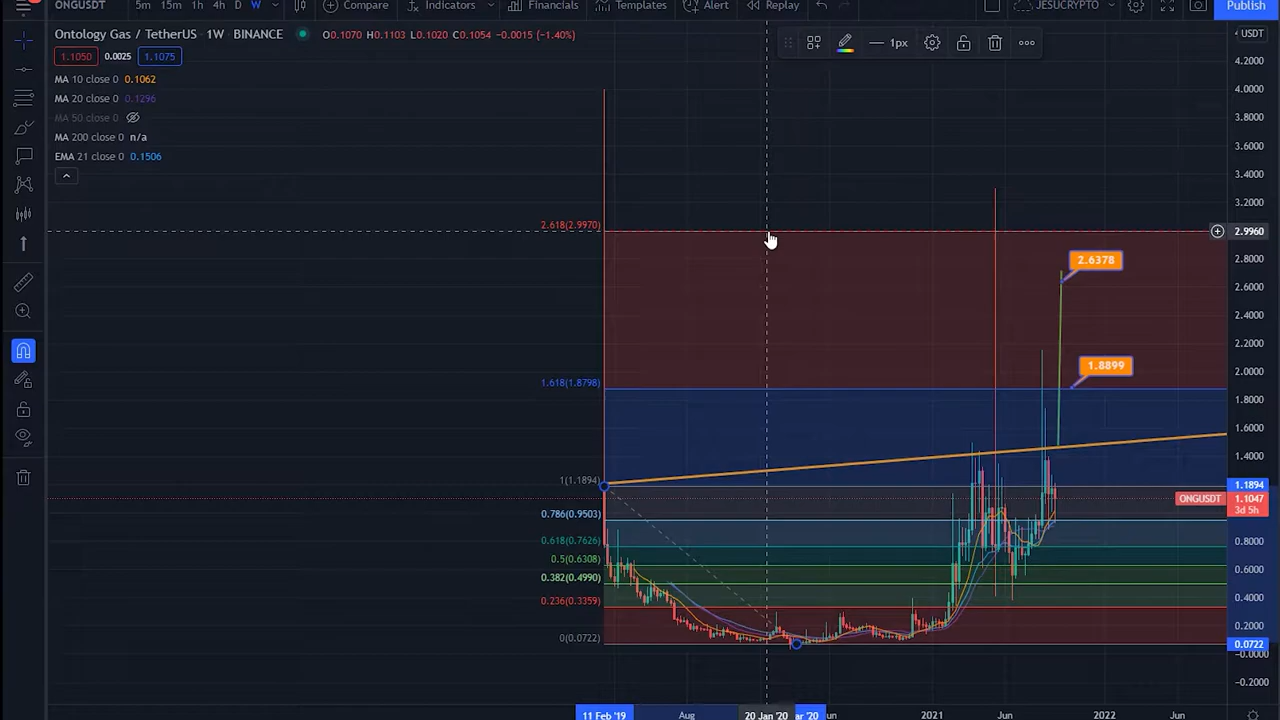 ONGUSDT 5m 15m 1h 4h D W Compare Indicators Financials Templates Alert Replay JESUCRYPTO Publish
Ontology Gas / TetherUS · 1W · BINANCE O0.1070 H0.1103 L0.1020 C0.1054 −0.0015 (−1.40%) USDT
1.1050 0.0025 1.1075
1px
MA 10 close 0 0.1062
MA 20 close 0 0.1296
MA 50 close 0
MA 200 close 0 n/a
EMA 21 close 0 0.1506
4.2000
4.0000
3.8000
3.6000
3.4000
3.2000
2.618(2.9970)
2.9960
2.8000
2.6378
2.6000
2.4000
2.2000
1.8899
2.0000
1.618(1.8798)
1.8000
1.6000
1.4000
1(1.1894)
1.1894
ONGUSDT 1.1047
3d 5h
0.786(0.9503)
0.8000
0.618(0.7626)
0.5(0.6308)
0.6000
0.382(0.4990)
0.4000
0.236(0.3359)
0.2000
0(0.0722)
0.0722
−0.0000
−0.2000
11 Feb '19 Aug 20 Jan '20 ar '20 un 2021 Jun 2022 Jun